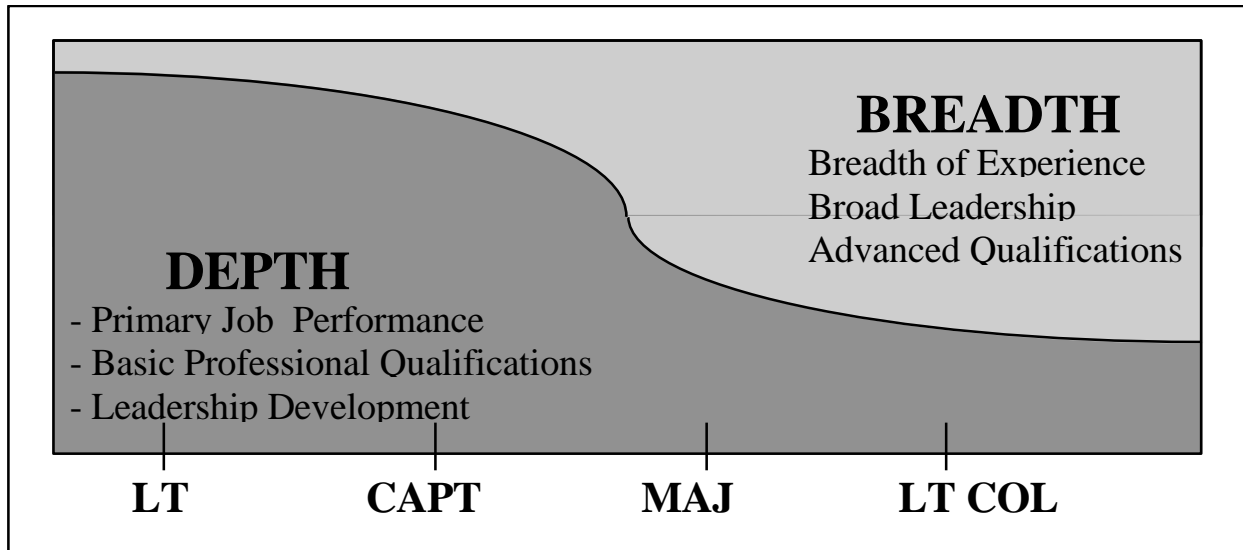 BREADTH
Breadth of Experience
Broad Leadership
Advanced Qualifications
DEPTH
- Primary Job Performance
- Basic Professional Qualifications
- Leadership Development
LT CAPT MAJ LT COL